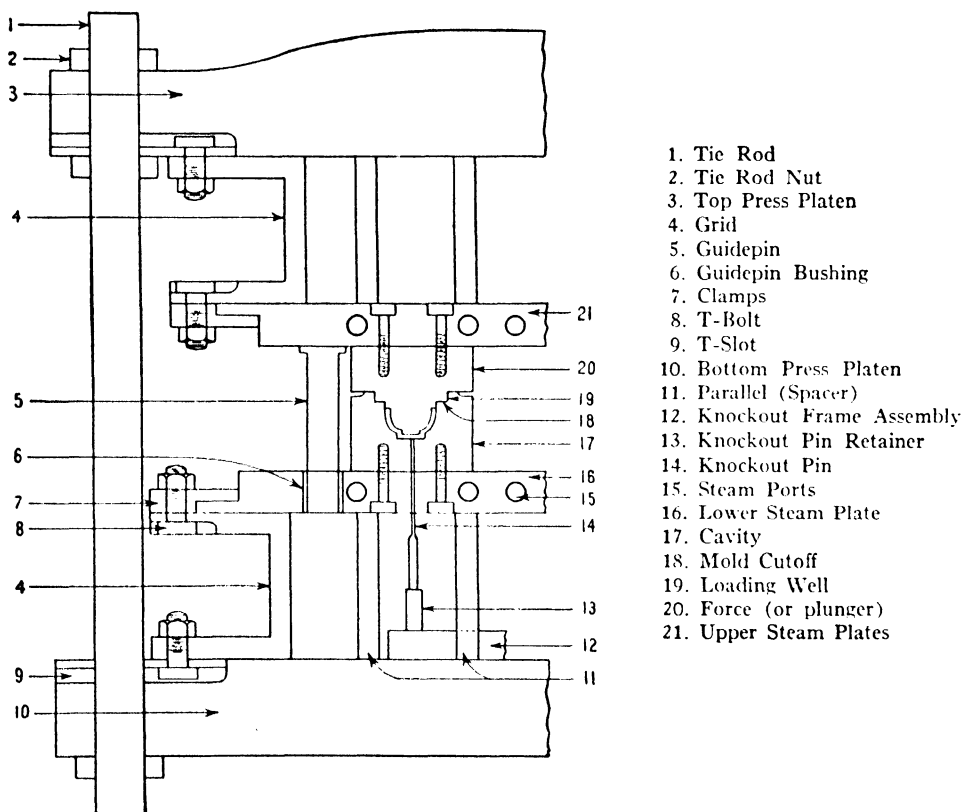 1
2
3
4
5
6
7
8
4
9
10
21
20
19
18
17
16
15
14
13
12
11
1. Tie Rod
2. Tie Rod Nut
3. Top Press Platen
4. Grid
5. Guidepin
6. Guidepin Bushing
7. Clamps
8. T-Bolt
9. T-Slot
10. Bottom Press Platen
11. Parallel (Spacer)
12. Knockout Frame Assembly
13. Knockout Pin Retainer
14. Knockout Pin
15. Steam Ports
16. Lower Steam Plate
17. Cavity
18. Mold Cutoff
19. Loading Well
20. Force (or plunger)
21. Upper Steam Plates